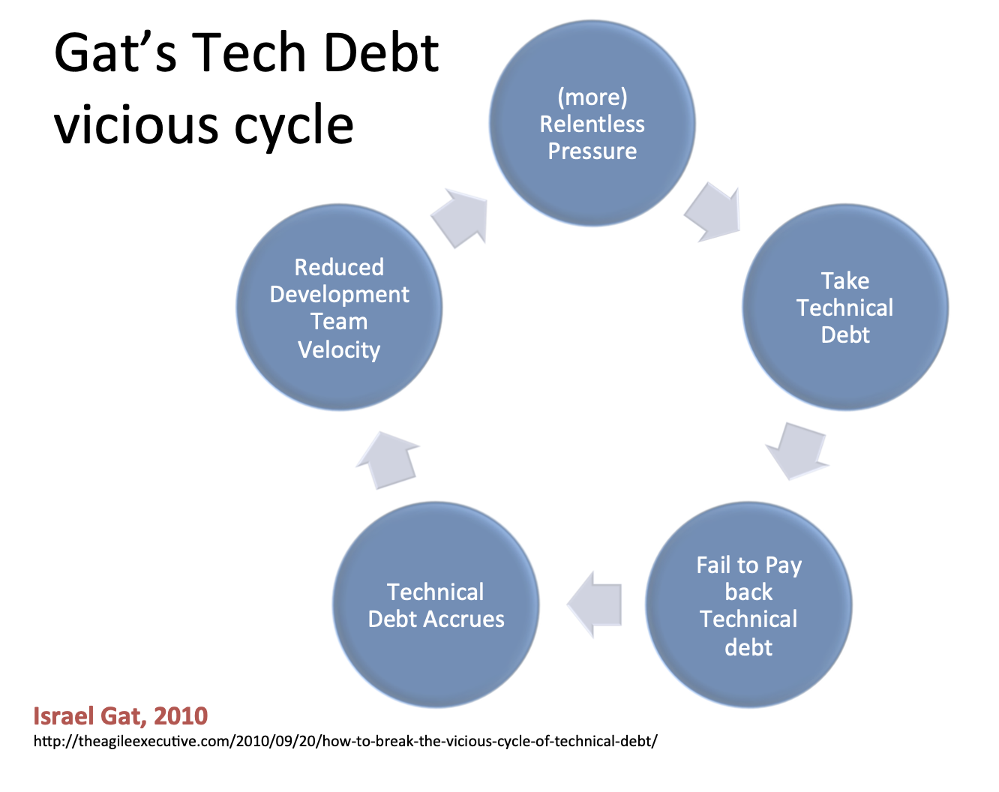 Gat’s Tech Debt
vicious cycle
(more)
Relentless
Pressure
Take
Technical
Debt
Fail to Pay
back
Technical
debt
Technical
Debt Accrues
Reduced
Development
Team
Velocity
Israel Gat, 2010
http://theagileexecutive.com/2010/09/20/how-to-break-the-vicious-cycle-of-technical-debt/